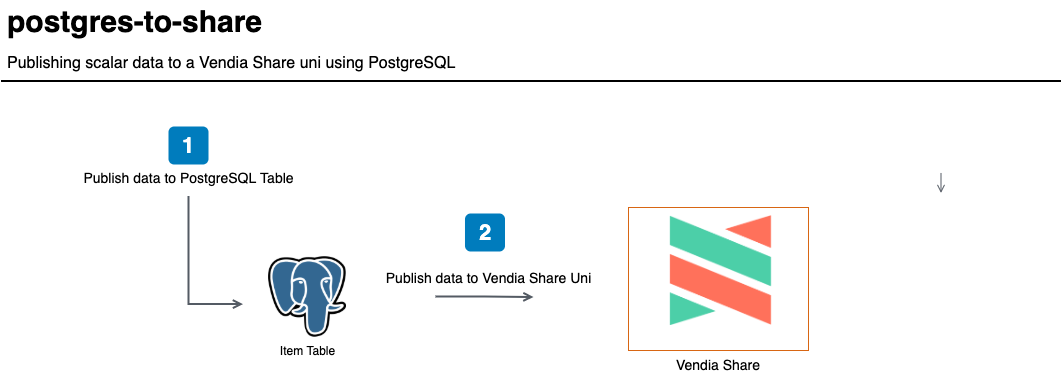 postgres-to-share
Publishing scalar data to a Vendia Share uni using PostgreSQL
1
Publish data to PostgreSQL Table
2
Publish data to Vendia Share Uni
Item Table
Vendia Share